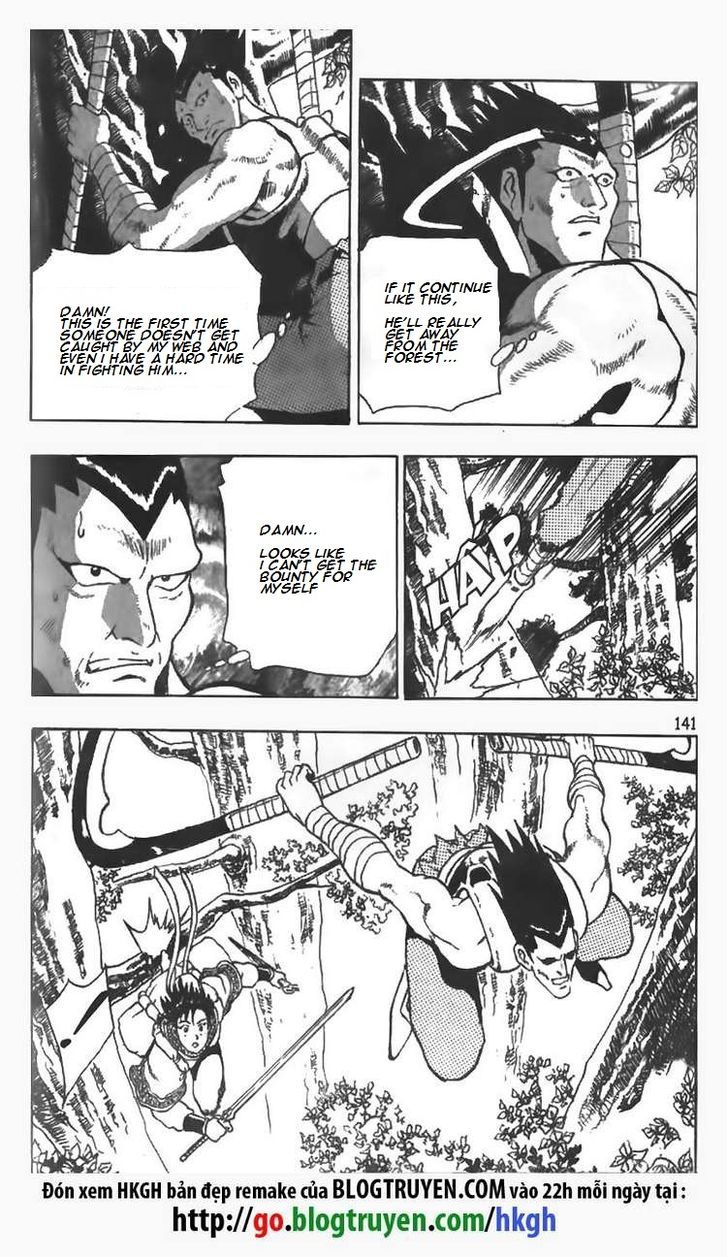 DAMN!
THIS IS THE FIRST TIME
SOMEONE DOESN'T GET
CAUGHT BY MY WEB AND
EVEN I HAVE A HARD TIME
IN FIGHTING HIM...
IF IT CONTINUE
LIKE THIS,
HE'LL REALLY
GET AWAY
FROM THE
FOREST...
DAMN...
LOOKS LIKE
I CAN'T GET THE
BOUNTY FOR
MYSELF
HẤP
141
!
Đón xem HKGH bản đẹp remake của BLOGTRUYEN.COM vào 22h mỗi ngày tại :
http://go.blogtruyen.com/hkgh